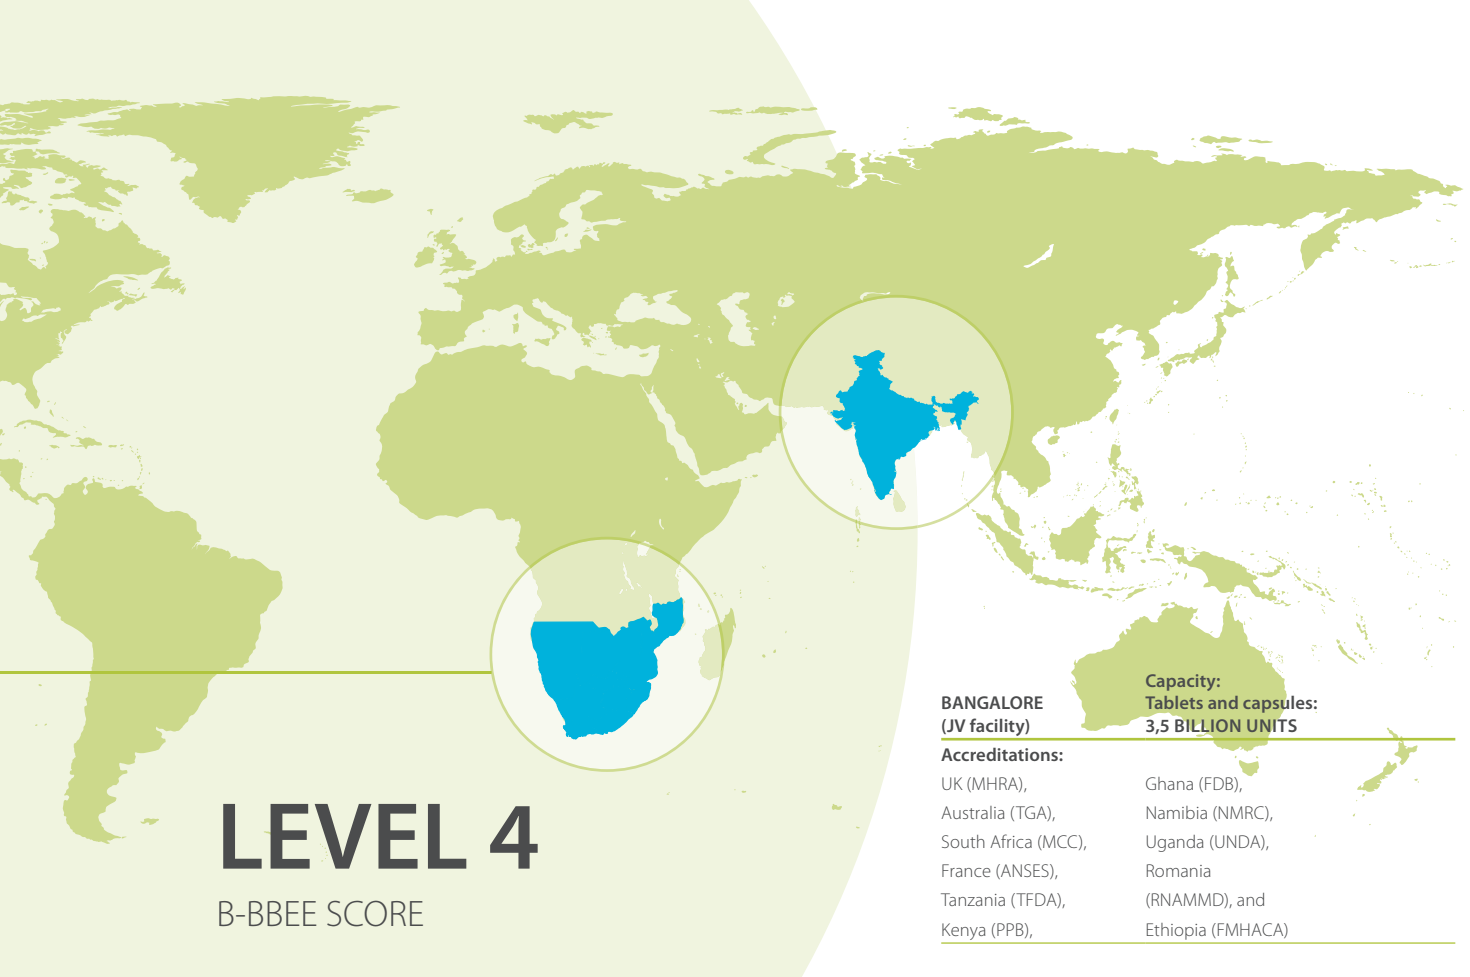 LEVEL 4
B-BBEE SCORE
BANGALORE
(JV facility)
Capacity:
Tablets and capsules:
3,5 BILLION UNITS
Accreditations:
UK (MHRA),
Australia (TGA),
South Africa (MCC),
France (ANSES),
Tanzania (TFDA),
Kenya (PPB),
Ghana (FDB),
Namibia (NMRC),
Uganda (UNDA),
Romania
(RNAMMD), and
Ethiopia (FMHACA)